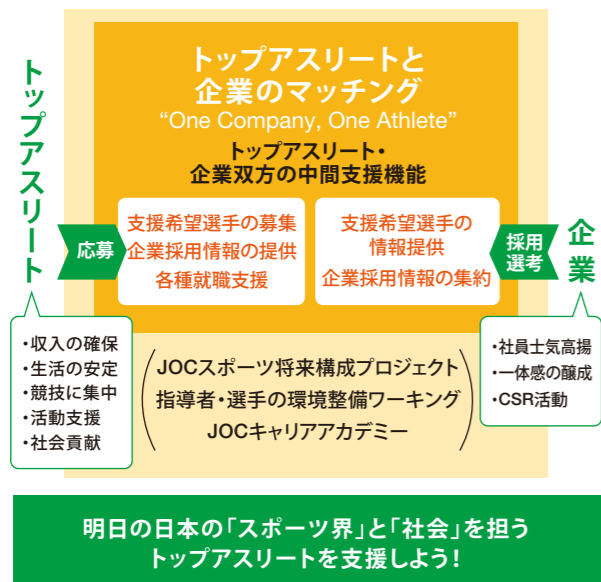 トップアスリートと
企業のマッチング
“One Company, One Athlete”
トップアスリート・
企業双方の中間支援機能
トップアスリート
応募
支援希望選手の募集
企業採用情報の提供
各種就職支援
支援希望選手の
情報提供
企業採用情報の集約
採用
選考
企業
・収入の確保
・生活の安定
・競技に集中
・活動支援
・社会貢献
JOCスポーツ将来構成プロジェクト
指導者・選手の環境整備ワーキング
JOCキャリアアカデミー
・社員士気高揚
・一体感の醸成
・CSR活動
明日の日本の「スポーツ界」と「社会」を担う
トップアスリートを支援しよう！